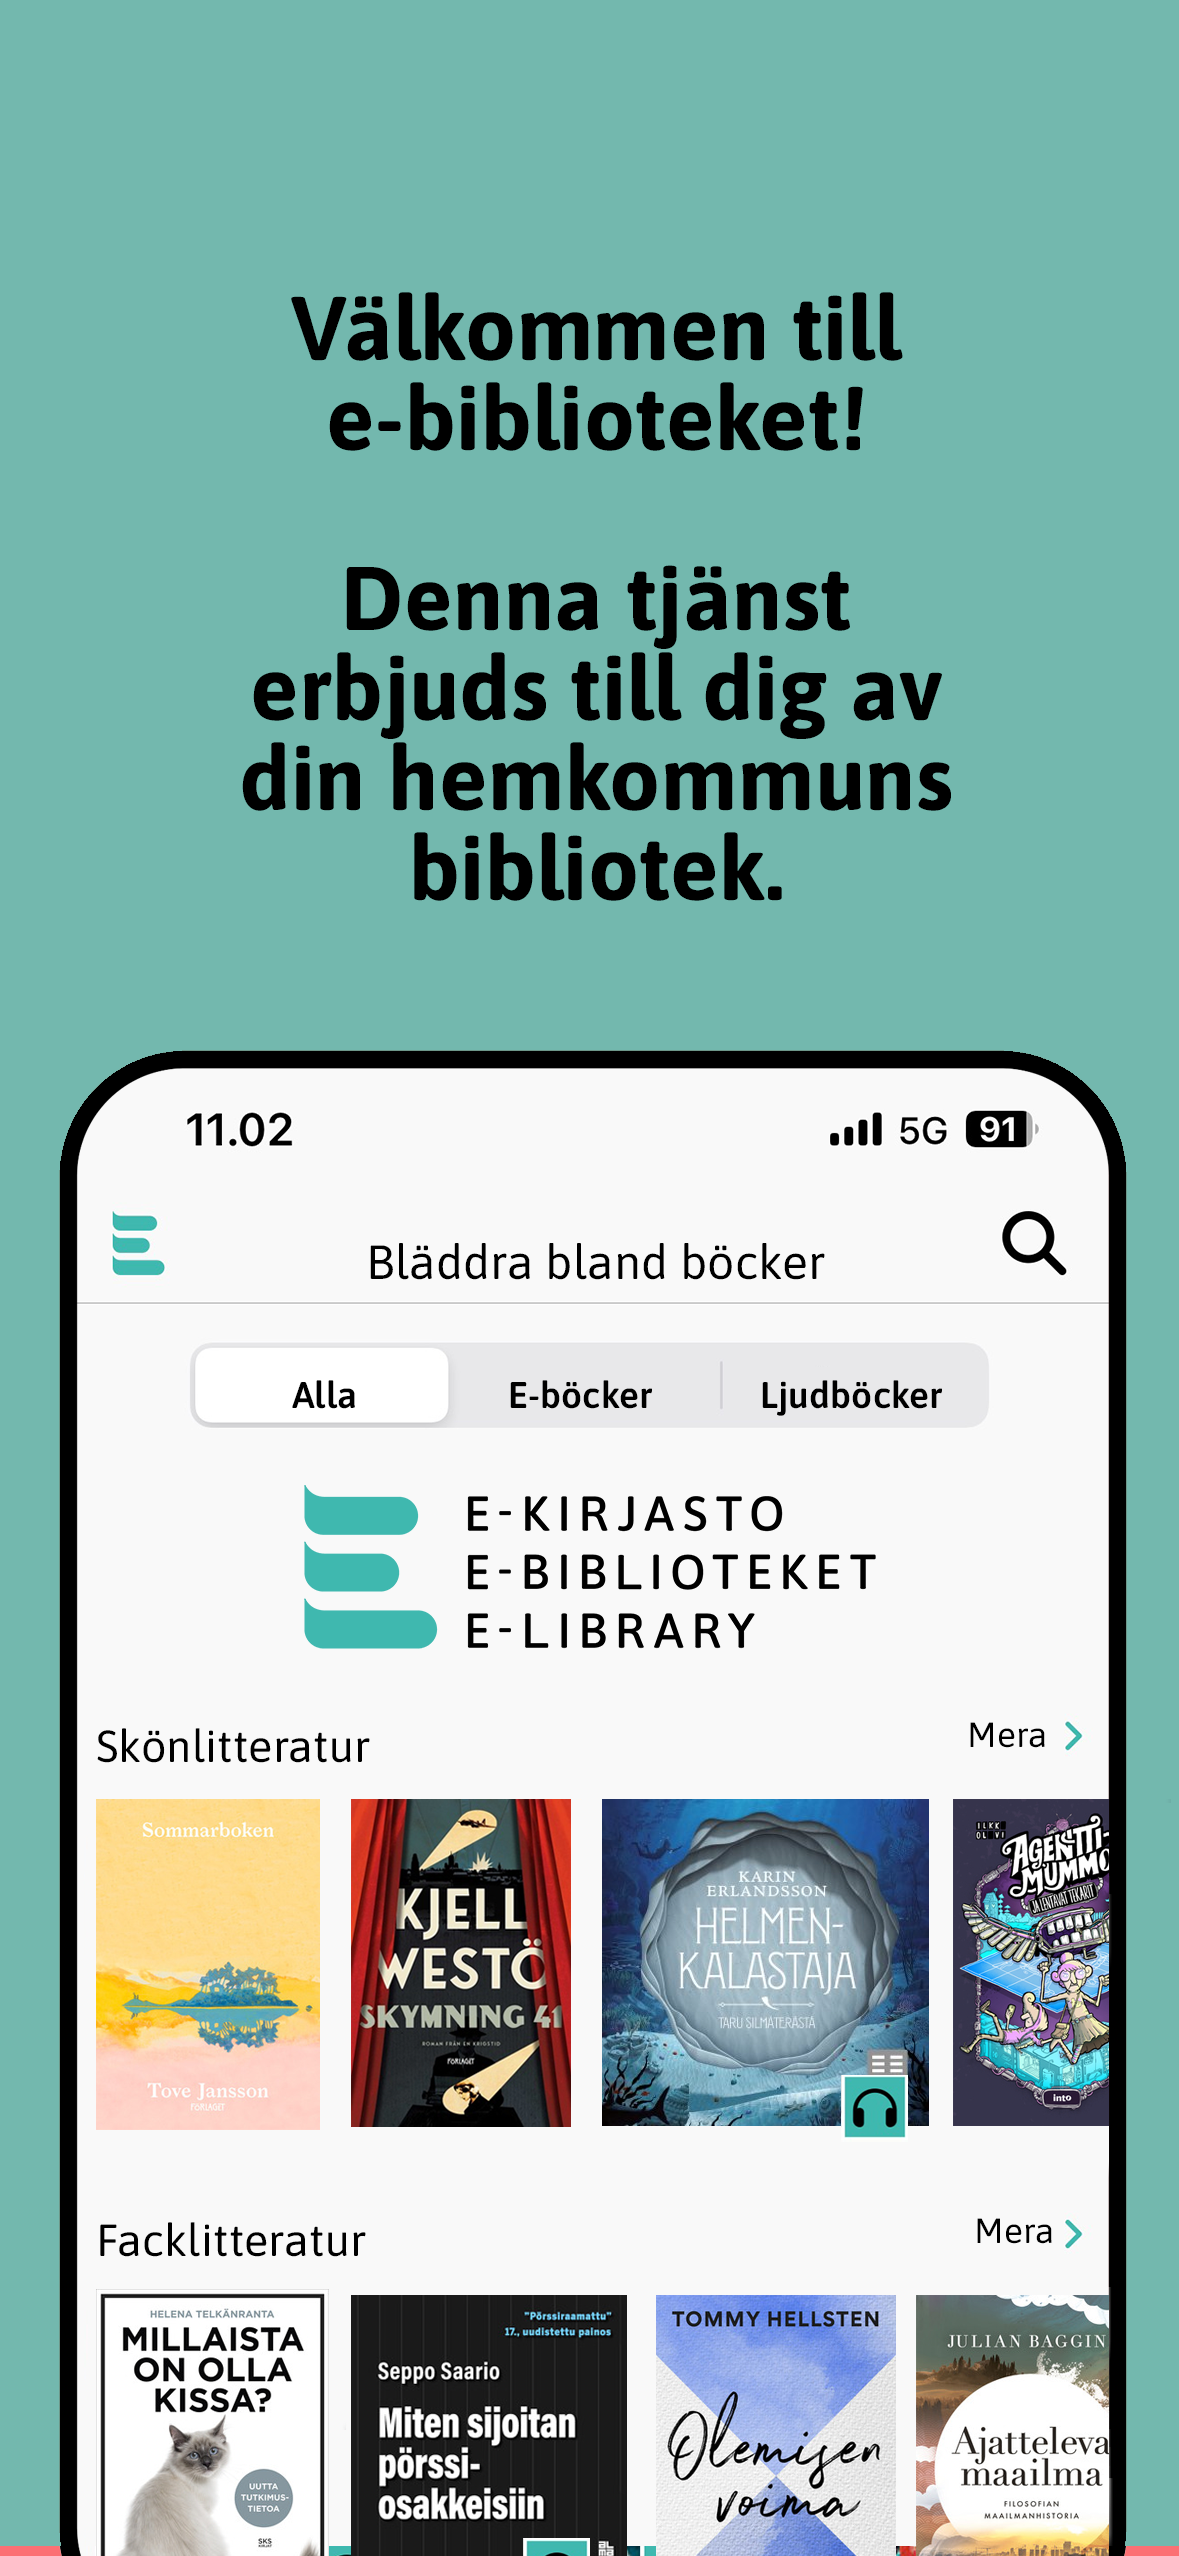 Välkommen till
e-biblioteket!
Denna tjänst
erbjuds till dig av
din hemkommuns
bibliotek.
11.02
5G
91
Bläddra bland böcker
Alla
E-böcker
Ljudböcker
E-KIRJASTO
E-BIBLIOTEKET
E-LIBRARY
Skönlitteratur
Mera
Sommarboken
Tove Jansson
FÖRLAGET
KJELL
WESTÖ
SKYMNING 41
ROMAN FRÅN EN KRIGSTID
FÖRLAGET
KARIN
ERLANDSSON
HELMEN-
KALASTAJA
TARU SILMÄTERÄSTÄ
AGENTTI-
MUMMO
JA LENTAVAT TEKARIT
into
Facklitteratur
Mera
HELENA TELKÄNRANTA
MILLAISTA
ON OLLA
KISSA?
UUTTA
TUTKIMUS-
TIETOA
SKS
KIRJAT
"Pörssiraamattu"
17., uudistettu painos
Seppo Saario
Miten sijoitan
pörssi-
osakkeisiin
TOMMY HELLSTEN
Olemisen
voima
JULIAN BAGGIN
Ajatteleva
maailma
FILOSOFIAN
MAAILMANHISTORIA